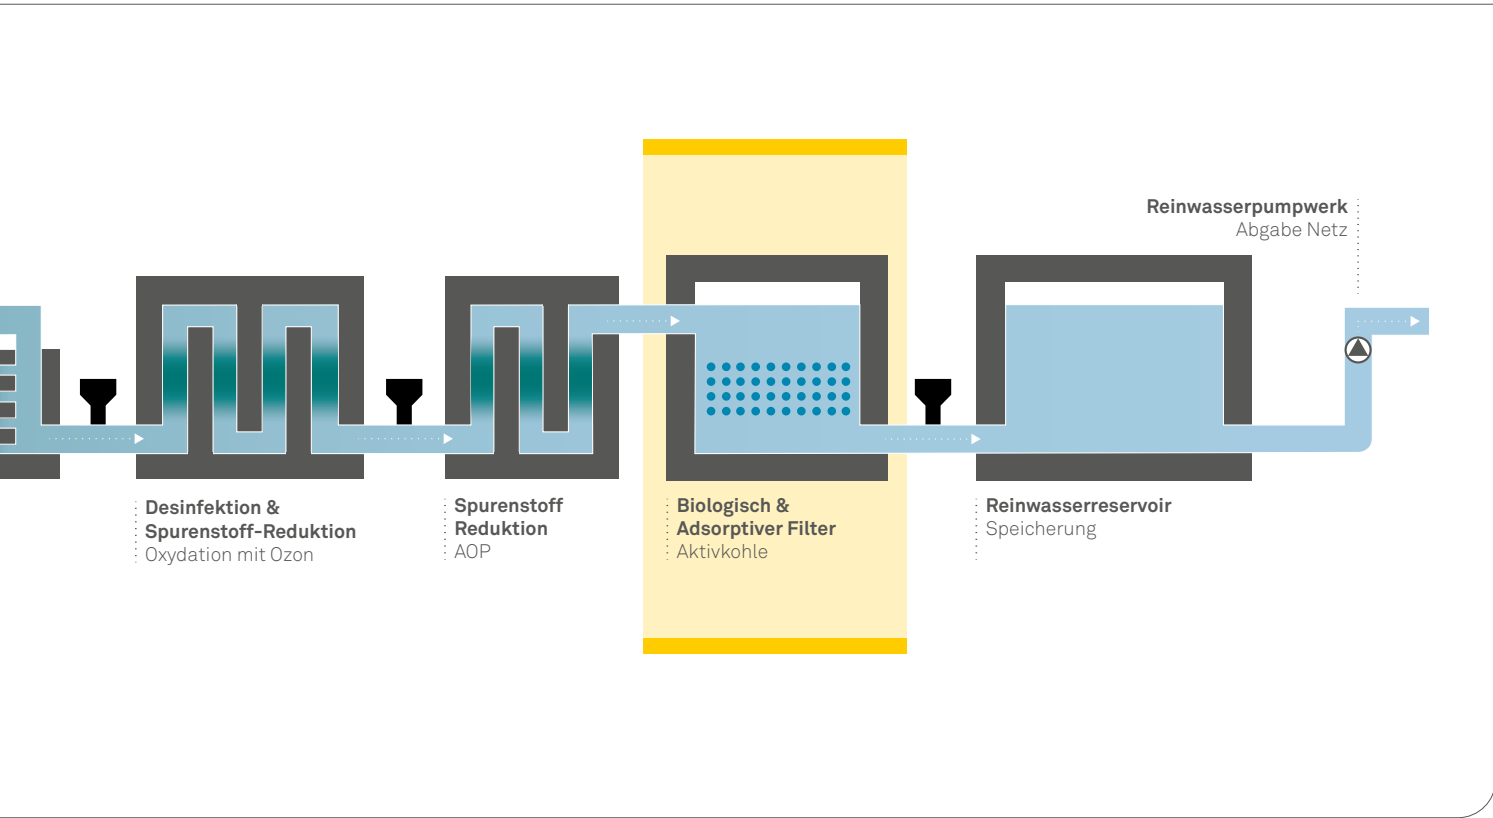 Reinwasserpumpwerk
Abgabe Netz
Desinfektion &
Spurenstoff-Reduktion
Oxydation mit Ozon
Spurenstoff
Reduktion
AOP
Biologisch &
Adsorptiver Filter
Aktivkohle
Reinwasserreservoir
Speicherung